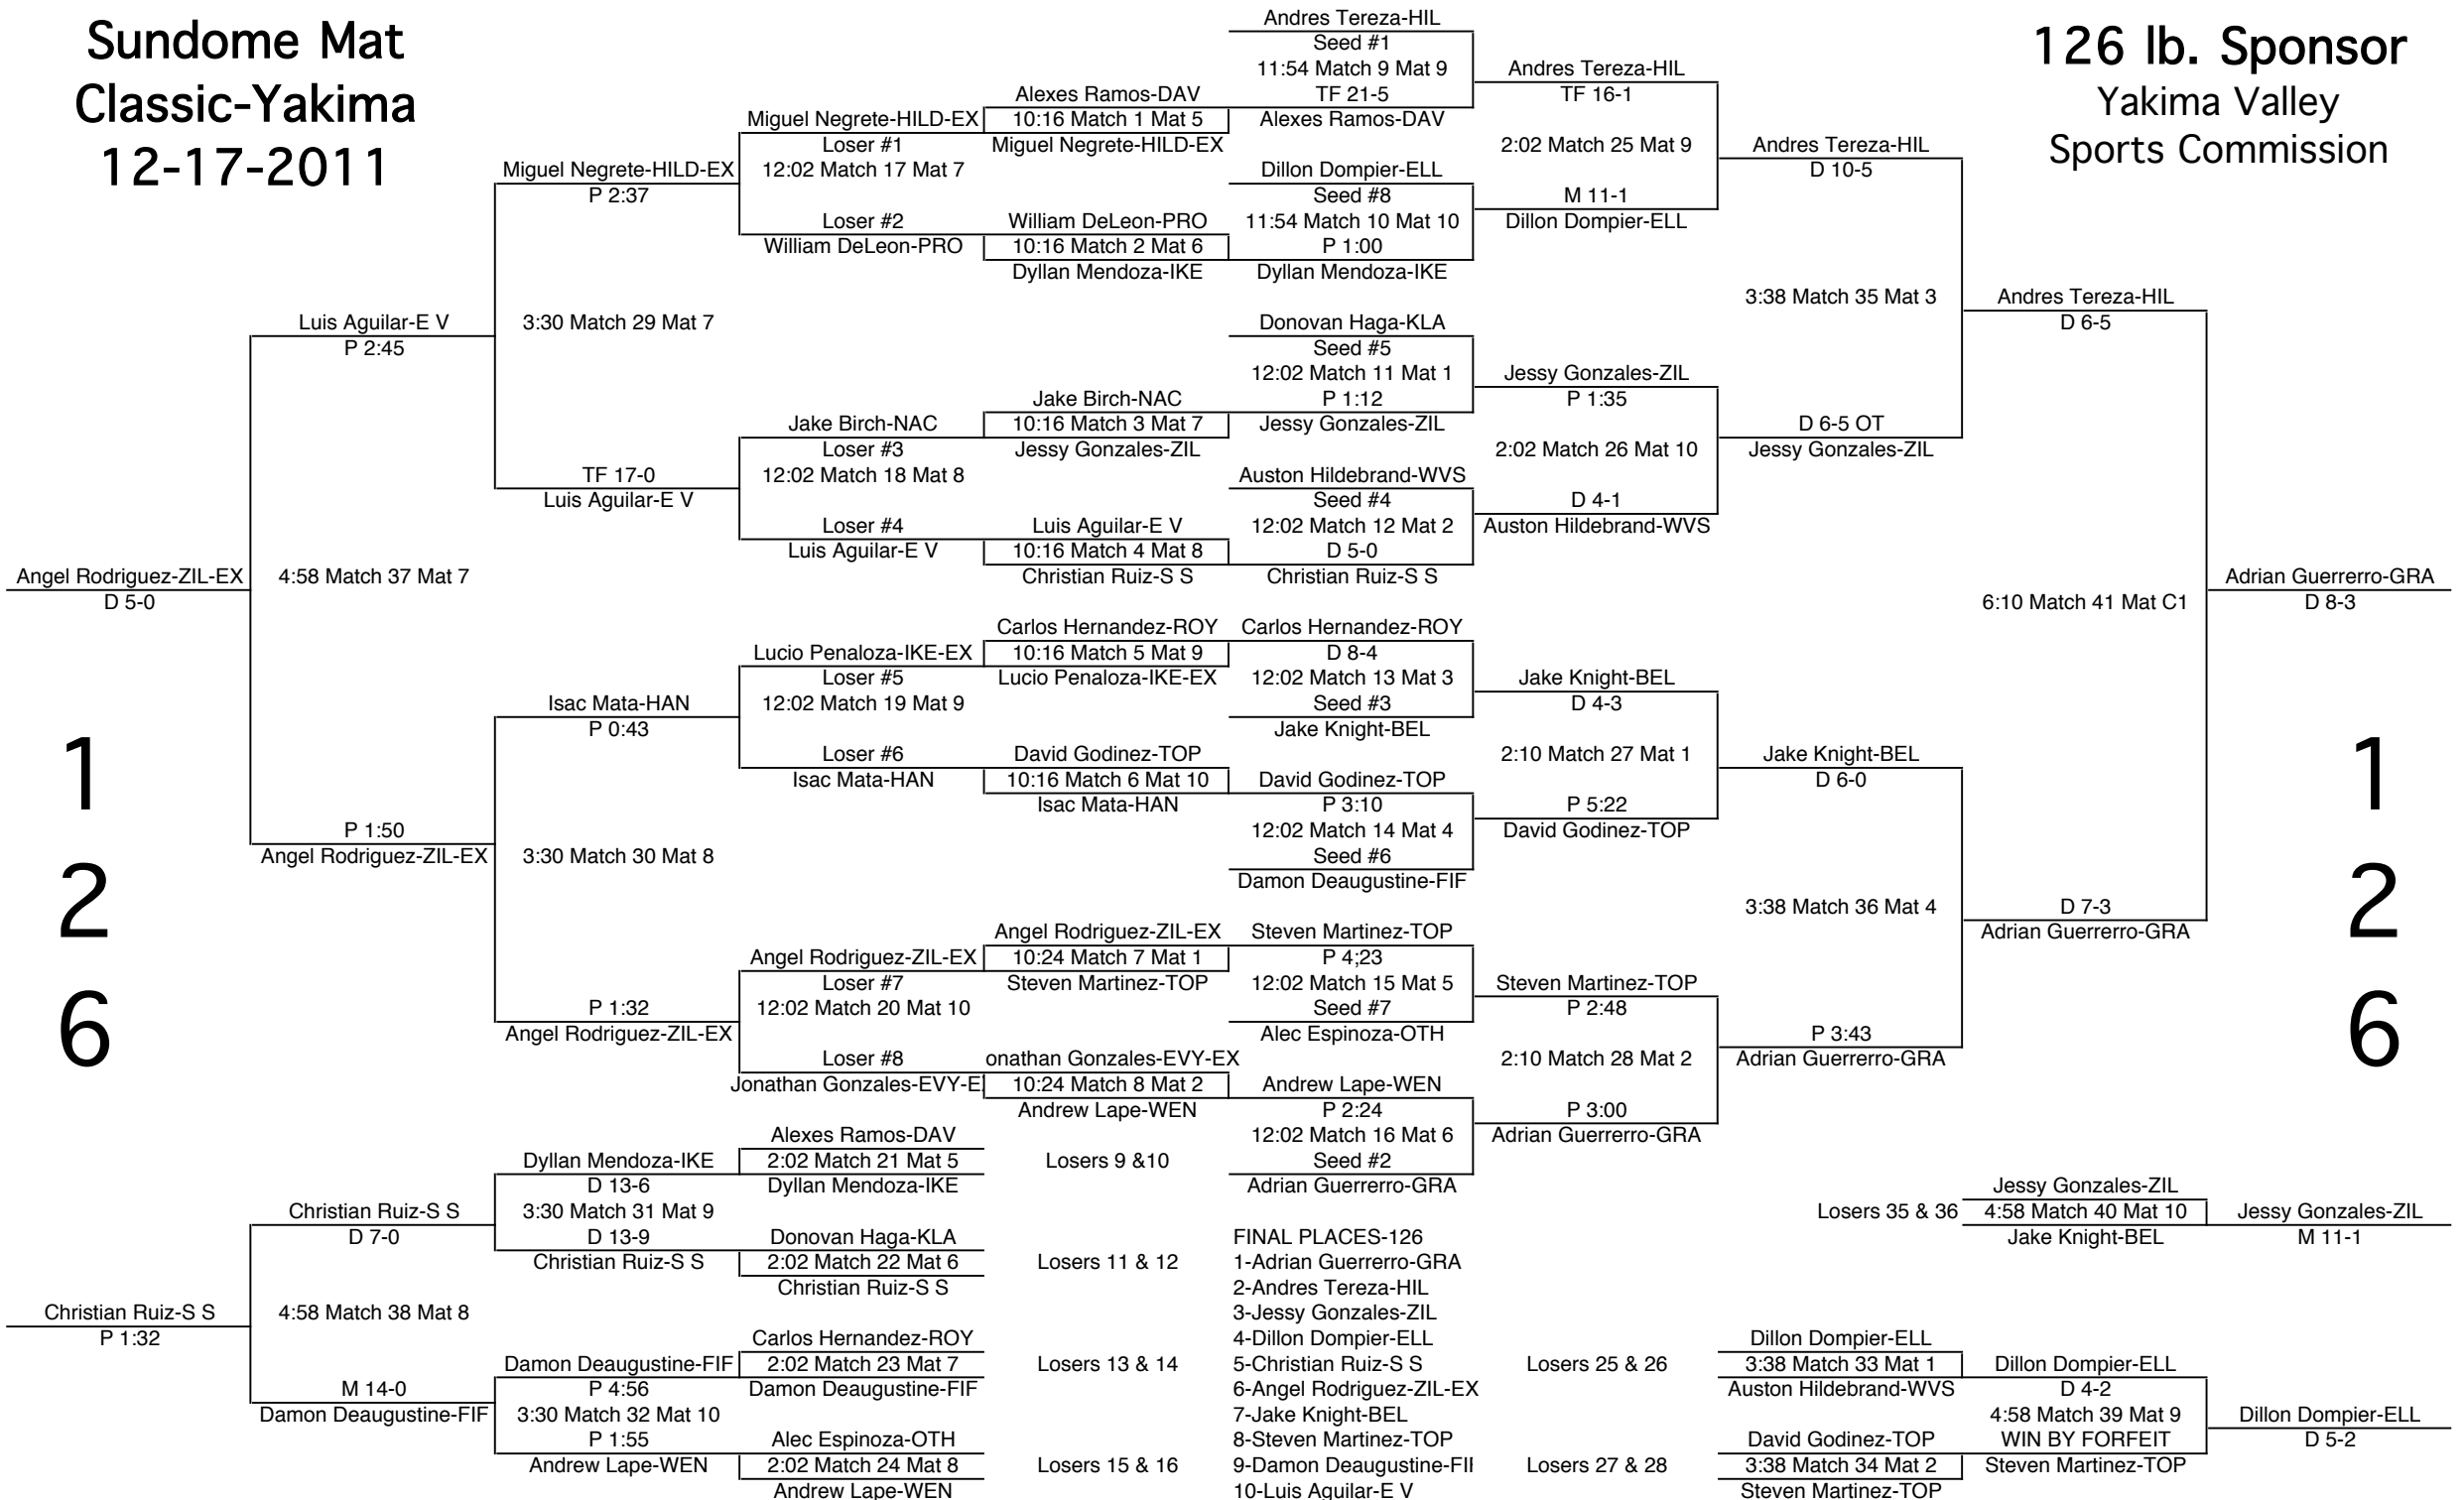 Sundome Mat
Classic-Yakima
12-17-2011
126 lb. Sponsor
Yakima Valley
Sports Commission
Andres Tereza-HIL
Seed #1
11:54 Match 9 Mat 9
TF 21-5
Alexes Ramos-DAV
Dillon Dompier-ELL
Seed #8
11:54 Match 10 Mat 10
P 1:00
Dyllan Mendoza-IKE
Donovan Haga-KLA
Seed #5
12:02 Match 11 Mat 1
P 1:12
Jessy Gonzales-ZIL
Auston Hildebrand-WVS
Seed #4
12:02 Match 12 Mat 2
D 5-0
Christian Ruiz-S S
Carlos Hernandez-ROY
D 8-4
12:02 Match 13 Mat 3
Seed #3
Jake Knight-BEL
David Godinez-TOP
P 3:10
12:02 Match 14 Mat 4
Seed #6
Damon Deaugustine-FIF
Steven Martinez-TOP
P 4;23
12:02 Match 15 Mat 5
Seed #7
Alec Espinoza-OTH
Andrew Lape-WEN
P 2:24
12:02 Match 16 Mat 6
Seed #2
Adrian Guerrerro-GRA
Alexes Ramos-DAV
10:16 Match 1 Mat 5
Miguel Negrete-HILD-EX
William DeLeon-PRO
10:16 Match 2 Mat 6
Dyllan Mendoza-IKE
Jake Birch-NAC
10:16 Match 3 Mat 7
Jessy Gonzales-ZIL
Luis Aguilar-E V
10:16 Match 4 Mat 8
Christian Ruiz-S S
Carlos Hernandez-ROY
10:16 Match 5 Mat 9
Lucio Penaloza-IKE-EX
David Godinez-TOP
10:16 Match 6 Mat 10
Isac Mata-HAN
Angel Rodriguez-ZIL-EX
10:24 Match 7 Mat 1
Steven Martinez-TOP
onathan Gonzales-EVY-EX
10:24 Match 8 Mat 2
Andrew Lape-WEN
Miguel Negrete-HILD-EX
Loser #1
12:02 Match 17 Mat 7
Loser #2
William DeLeon-PRO
Jake Birch-NAC
Loser #3
12:02 Match 18 Mat 8
Loser #4
Luis Aguilar-E V
Lucio Penaloza-IKE-EX
Loser #5
12:02 Match 19 Mat 9
Loser #6
Isac Mata-HAN
Angel Rodriguez-ZIL-EX
Loser #7
12:02 Match 20 Mat 10
Loser #8
Jonathan Gonzales-EVY-E
Miguel Negrete-HILD-EX
P 2:37
3:30 Match 29 Mat 7
TF 17-0
Luis Aguilar-E V
Isac Mata-HAN
P 0:43
3:30 Match 30 Mat 8
P 1:32
Angel Rodriguez-ZIL-EX
Luis Aguilar-E V
P 2:45
4:58 Match 37 Mat 7
P 1:50
Angel Rodriguez-ZIL-EX
Angel Rodriguez-ZIL-EX
D 5-0
Andres Tereza-HIL
TF 16-1
2:02 Match 25 Mat 9
M 11-1
Dillon Dompier-ELL
Jessy Gonzales-ZIL
P 1:35
2:02 Match 26 Mat 10
D 4-1
Auston Hildebrand-WVS
Jake Knight-BEL
D 4-3
2:10 Match 27 Mat 1
P 5:22
David Godinez-TOP
Steven Martinez-TOP
P 2:48
2:10 Match 28 Mat 2
P 3:00
Adrian Guerrerro-GRA
Andres Tereza-HIL
D 10-5
3:38 Match 35 Mat 3
D 6-5 OT
Jessy Gonzales-ZIL
Jake Knight-BEL
D 6-0
3:38 Match 36 Mat 4
P 3:43
Adrian Guerrerro-GRA
Andres Tereza-HIL
D 6-5
6:10 Match 41 Mat C1
D 7-3
Adrian Guerrerro-GRA
Adrian Guerrerro-GRA
D 8-3
1
2
6
1
2
6
Alexes Ramos-DAV
2:02 Match 21 Mat 5
Dyllan Mendoza-IKE
Losers 9 &10
Donovan Haga-KLA
2:02 Match 22 Mat 6
Christian Ruiz-S S
Losers 11 & 12
Carlos Hernandez-ROY
2:02 Match 23 Mat 7
Damon Deaugustine-FIF
Losers 13 & 14
Alec Espinoza-OTH
2:02 Match 24 Mat 8
Andrew Lape-WEN
Losers 15 & 16
Dyllan Mendoza-IKE
D 13-6
3:30 Match 31 Mat 9
D 13-9
Christian Ruiz-S S
Damon Deaugustine-FIF
P 4:56
3:30 Match 32 Mat 10
P 1:55
Andrew Lape-WEN
Christian Ruiz-S S
D 7-0
4:58 Match 38 Mat 8
M 14-0
Damon Deaugustine-FIF
Christian Ruiz-S S
P 1:32
FINAL PLACES-126
1-Adrian Guerrerro-GRA
2-Andres Tereza-HIL
3-Jessy Gonzales-ZIL
4-Dillon Dompier-ELL
5-Christian Ruiz-S S
6-Angel Rodriguez-ZIL-EX
7-Jake Knight-BEL
8-Steven Martinez-TOP
9-Damon Deaugustine-FI
10-Luis Aguilar-E V
Losers 35 & 36
Jessy Gonzales-ZIL
4:58 Match 40 Mat 10
Jake Knight-BEL
Jessy Gonzales-ZIL
M 11-1
Losers 25 & 26
Dillon Dompier-ELL
3:38 Match 33 Mat 1
Auston Hildebrand-WVS
Losers 27 & 28
David Godinez-TOP
3:38 Match 34 Mat 2
Steven Martinez-TOP
Dillon Dompier-ELL
D 4-2
4:58 Match 39 Mat 9
WIN BY FORFEIT
Steven Martinez-TOP
Dillon Dompier-ELL
D 5-2